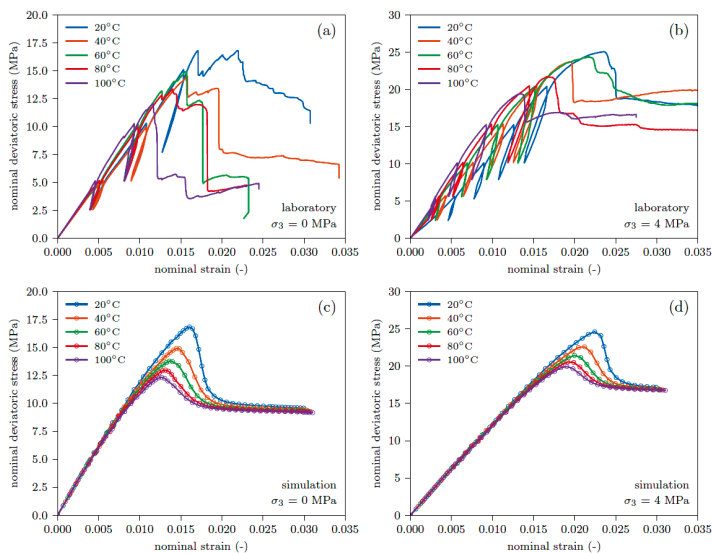 (a)
20°C
40°C
60°C
80°C
100°C
laboratory
σ3 = 0 MPa
nominal deviatoric stress (MPa)
20.0
17.5
15.0
12.5
10.0
7.5
5.0
2.5
0.0
0.000 0.005 0.010 0.015 0.020 0.025 0.030 0.035
nominal strain (-)
(b)
20°C
40°C
60°C
80°C
100°C
laboratory
σ3 = 4 MPa
nominal deviatoric stress (MPa)
30
25
20
15
10
5
0
0.000 0.005 0.010 0.015 0.020 0.025 0.030 0.035
nominal strain (-)
(c)
20°C
40°C
60°C
80°C
100°C
simulation
σ3 = 0 MPa
nominal deviatoric stress (MPa)
20.0
17.5
15.0
12.5
10.0
7.5
5.0
2.5
0.0
0.000 0.005 0.010 0.015 0.020 0.025 0.030 0.035
nominal strain (-)
(d)
20°C
40°C
60°C
80°C
100°C
simulation
σ3 = 4 MPa
nominal deviatoric stress (MPa)
30
25
20
15
10
5
0
0.000 0.005 0.010 0.015 0.020 0.025 0.030 0.035
nominal strain (-)